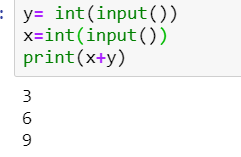 :
y= int(input())
x=int(input())
print(x+y)
3
6
9